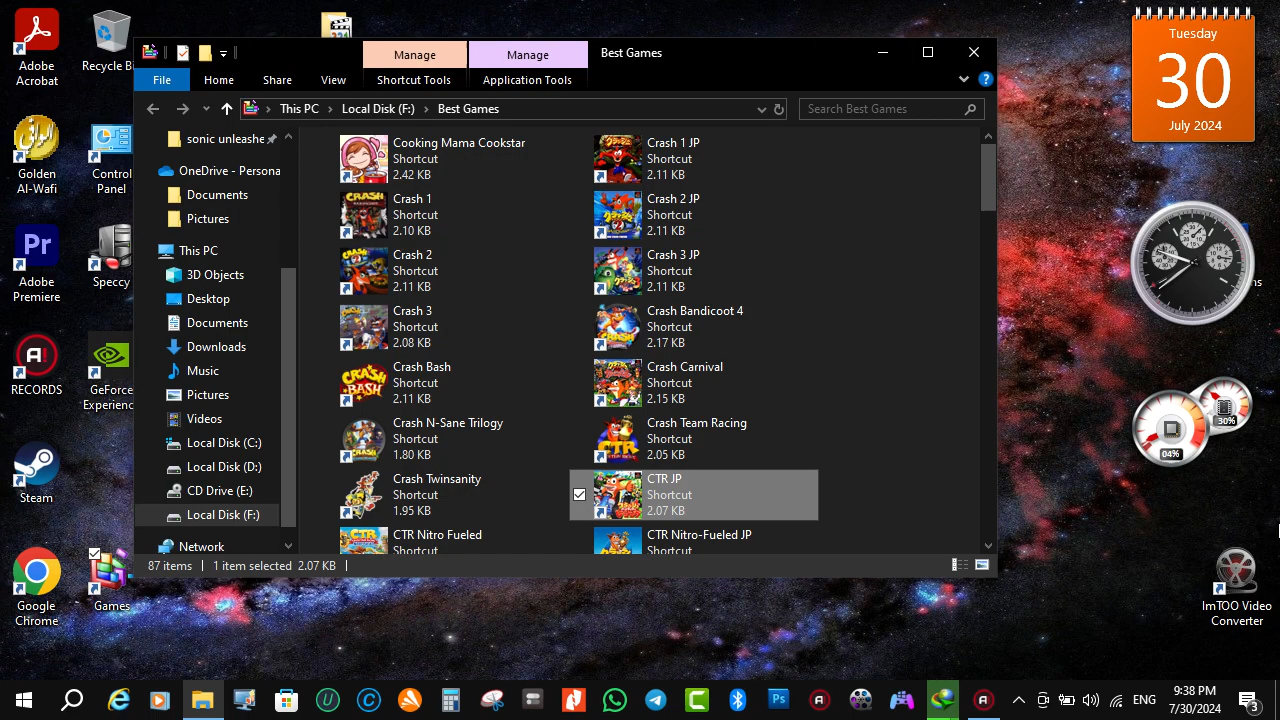 Adobe
Acrobat
Recycle Bi
Golden
Al-Wafi
Control
Panel
Adobe
Premiere
Speccy
RECORDS
GeForce
Experienc
Steam
Google
Chrome
Games
Manage
Manage
Best Games
File
Home
Share
View
Shortcut Tools
Application Tools
This PC
Local Disk (F:)
Best Games
Search Best Games
sonic unleashe
OneDrive - Persona
Documents
Pictures
This PC
3D Objects
Desktop
Documents
Downloads
Music
Pictures
Videos
Local Disk (C:)
Local Disk (D:)
CD Drive (E:)
Local Disk (F:)
Network
Cooking Mama Cookstar
Shortcut
2.42 KB
Crash 1 JP
Shortcut
2.11 KB
Crash 1
Shortcut
2.10 KB
Crash 2 JP
Shortcut
2.11 KB
Crash 2
Shortcut
2.11 KB
Crash 3 JP
Shortcut
2.11 KB
Crash 3
Shortcut
2.08 KB
Crash Bandicoot 4
Shortcut
2.17 KB
Crash Bash
Shortcut
2.11 KB
Crash Carnival
Shortcut
2.15 KB
Crash N-Sane Trilogy
Shortcut
1.80 KB
Crash Team Racing
Shortcut
2.05 KB
Crash Twinsanity
Shortcut
1.95 KB
CTR JP
Shortcut
2.07 KB
CTR Nitro Fueled
Shortcut
CTR Nitro-Fueled JP
Shortcut
87 items
1 item selected 2.07 KB
Tuesday
30
July 2024
30%
04%
ImTOO Video
Converter
ENG
9:38 PM
7/30/2024
3